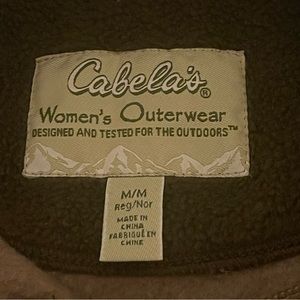 Cabela's®
Women's Outerwear
DESIGNED AND TESTED FOR THE OUTDOORS™
M/M
Reg/Nor
MADE IN
CHINA
FABRIQUÉ EN
CHINE